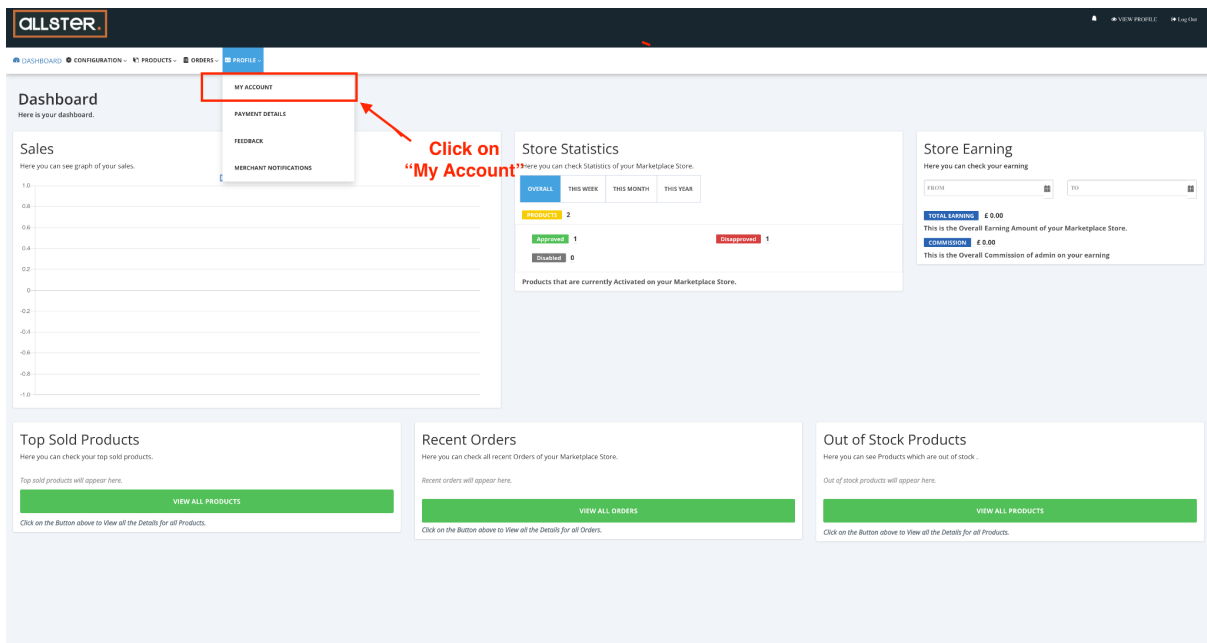 ALLSTER.
VIEW PROFILE Log Out
DASHBOARD CONFIGURATION PRODUCTS ORDERS PROFILE
MY ACCOUNT
PAYMENT DETAILS
FEEDBACK
MERCHANT NOTIFICATIONS
Click on
“My Account”
Dashboard
Here is your dashboard.
Sales
Here you can see graph of your sales.
1.0
0.8
0.6
0.4
0.2
0
-0.2
-0.4
-0.6
-0.8
-1.0
Store Statistics
Here you can check Statistics of your Marketplace Store.
OVERALL THIS WEEK THIS MONTH THIS YEAR
PRODUCTS 2
Approved 1 Disapproved 1
Disabled 0
Products that are currently Activated on your Marketplace Store.
Store Earning
Here you can check your earning
FROM TO
TOTAL EARNING £ 0.00
This is the Overall Earning Amount of your Marketplace Store.
COMMISSION £ 0.00
This is the Overall Commission of admin on your earning
Top Sold Products
Here you can check your top sold products.
Top sold products will appear here.
VIEW ALL PRODUCTS
Click on the Button above to View all the Details for all Products.
Recent Orders
Here you can check all recent Orders of your Marketplace Store.
Recent orders will appear here.
VIEW ALL ORDERS
Click on the Button above to View all the Details for all Orders.
Out of Stock Products
Here you can see Products which are out of stock .
Out of stock products will appear here.
VIEW ALL PRODUCTS
Click on the Button above to View all the Details for all Products.